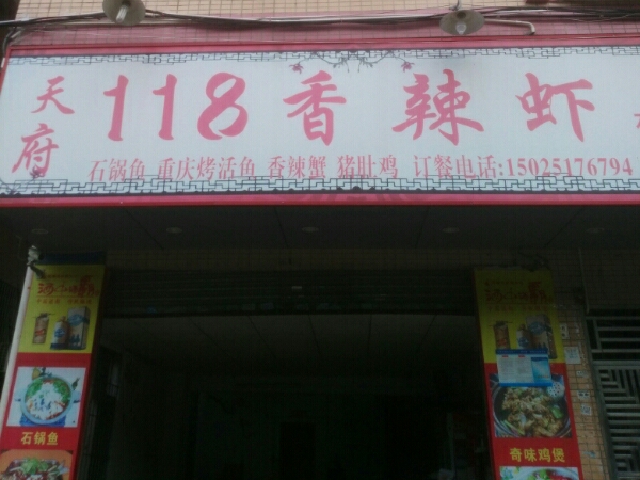 天府
118香辣虾
石锅鱼 重庆烤活鱼 香辣蟹 猪肚鸡 订餐电话:15025176794
石锅鱼
奇味鸡煲